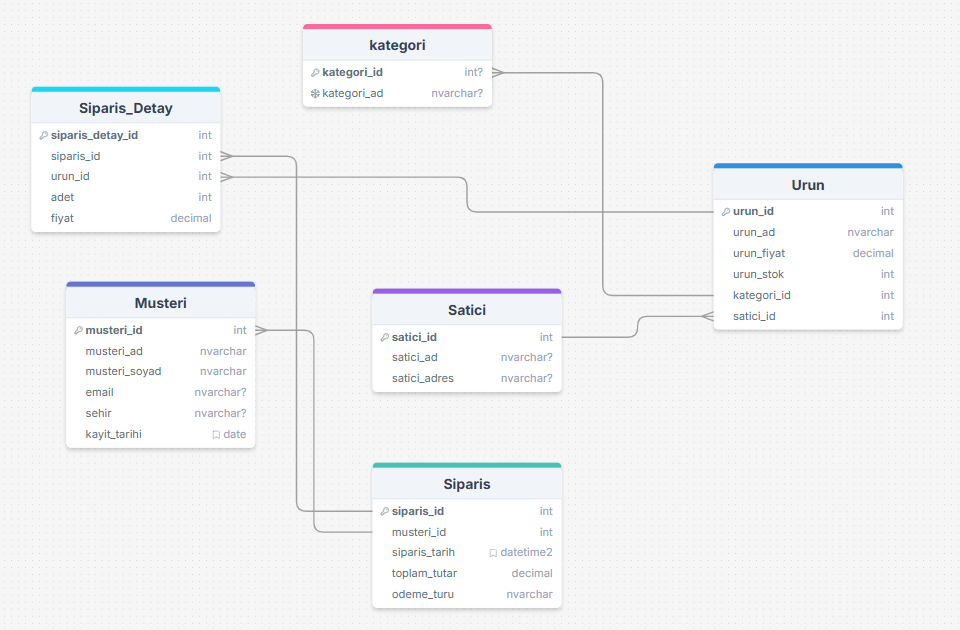 kategori
kategori_id int?
kategori_ad nvarchar?
Siparis_Detay
siparis_detay_id int
siparis_id int
urun_id int
adet int
fiyat decimal
Urun
urun_id int
urun_ad nvarchar
urun_fiyat decimal
urun_stok int
kategori_id int
satici_id int
Musteri
musteri_id int
musteri_ad nvarchar
musteri_soyad nvarchar
email nvarchar?
sehir nvarchar?
kayit_tarihi date
Satici
satici_id int
satici_ad nvarchar?
satici_adres nvarchar?
Siparis
siparis_id int
musteri_id int
siparis_tarih datetime2
toplam_tutar decimal
odeme_turu nvarchar